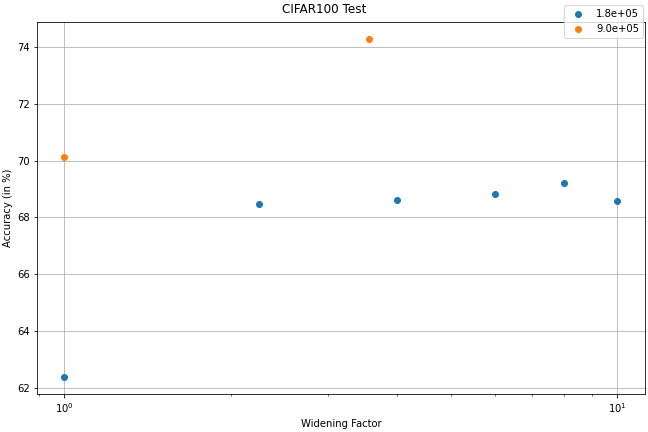 CIFAR100 Test
1.8e+05
9.0e+05
Accuracy (in %)
74
72
70
68
66
64
62
10⁰
10¹
Widening Factor